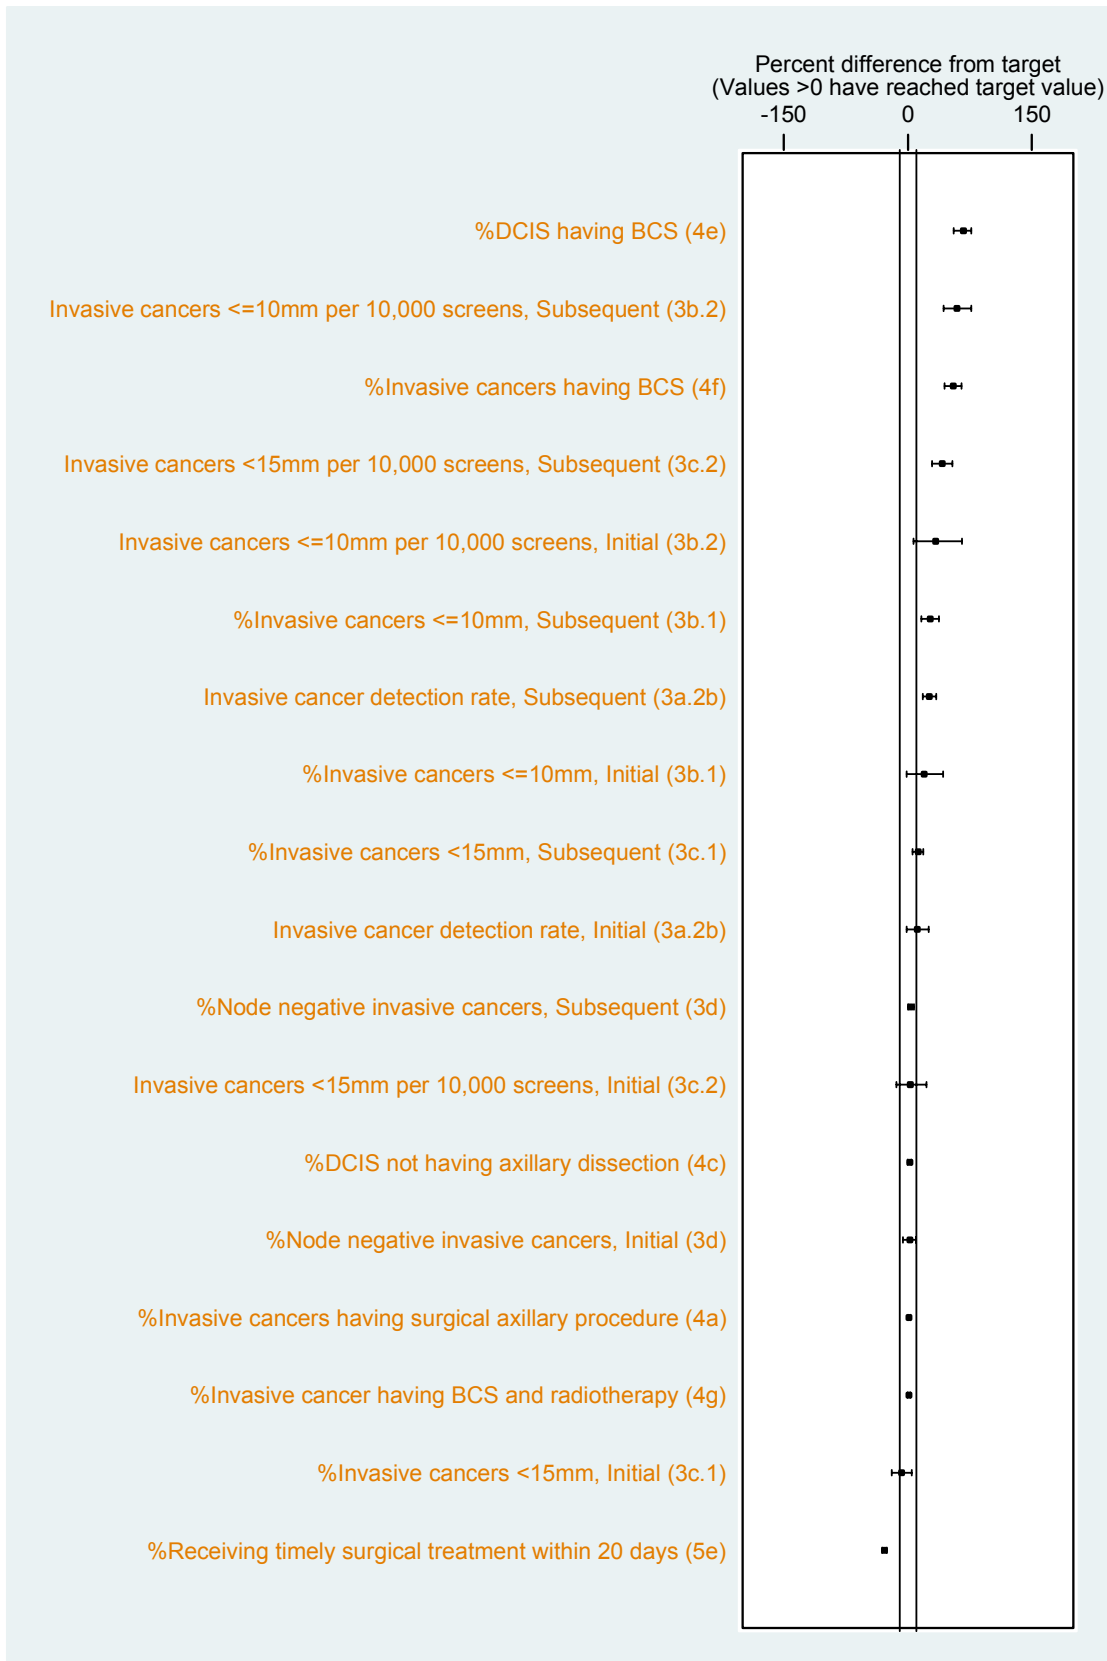 Percent difference from target
(Values >0 have reached target value)
-150 0 150
%DCIS having BCS (4e)
Invasive cancers <=10mm per 10,000 screens, Subsequent (3b.2)
%Invasive cancers having BCS (4f)
Invasive cancers <15mm per 10,000 screens, Subsequent (3c.2)
Invasive cancers <=10mm per 10,000 screens, Initial (3b.2)
%Invasive cancers <=10mm, Subsequent (3b.1)
Invasive cancer detection rate, Subsequent (3a.2b)
%Invasive cancers <=10mm, Initial (3b.1)
%Invasive cancers <15mm, Subsequent (3c.1)
Invasive cancer detection rate, Initial (3a.2b)
%Node negative invasive cancers, Subsequent (3d)
Invasive cancers <15mm per 10,000 screens, Initial (3c.2)
%DCIS not having axillary dissection (4c)
%Node negative invasive cancers, Initial (3d)
%Invasive cancers having surgical axillary procedure (4a)
%Invasive cancer having BCS and radiotherapy (4g)
%Invasive cancers <15mm, Initial (3c.1)
%Receiving timely surgical treatment within 20 days (5e)